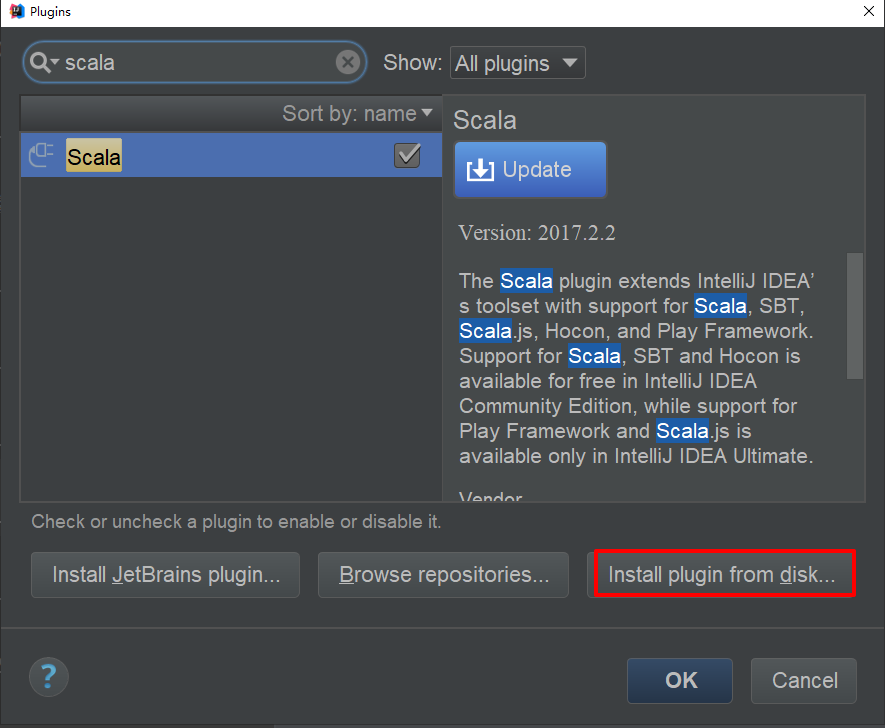 Plugins
scala
Show: All plugins
Sort by: name
Scala
Scala
Update
Version: 2017.2.2
The Scala plugin extends IntelliJ IDEA’
s toolset with support for Scala, SBT,
Scala.js, Hocon, and Play Framework.
Support for Scala, SBT and Hocon is
available for free in IntelliJ IDEA
Community Edition, while support for
Play Framework and Scala.js is
available only in IntelliJ IDEA Ultimate.
Vendor
Check or uncheck a plugin to enable or disable it.
Install JetBrains plugin...
Browse repositories...
Install plugin from disk...
?
OK
Cancel